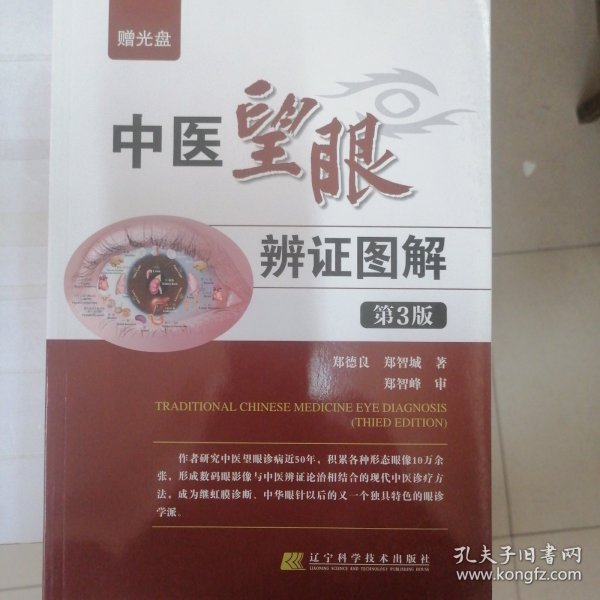 赠光盘
中医望眼
辨证图解
第3版
郑德良 郑智城 著
郑智峰 审
TRADITIONAL CHINESE MEDICINE EYE DIAGNOSIS
(THIED EDITION)
作者研究中医望眼诊病近50年，积累各种形态眼像10万余
张，形成数码眼影像与中医辨证论治相结合的现代中医诊疗方
法，成为继虹膜诊断、中华眼针以后的又一个独具特色的眼诊
学派。
辽宁科学技术出版社
LIAONING SCIENCE AND TECHNOLOGY PUBLISHING HOUSE
孔夫子旧书网
www.kongfz.com